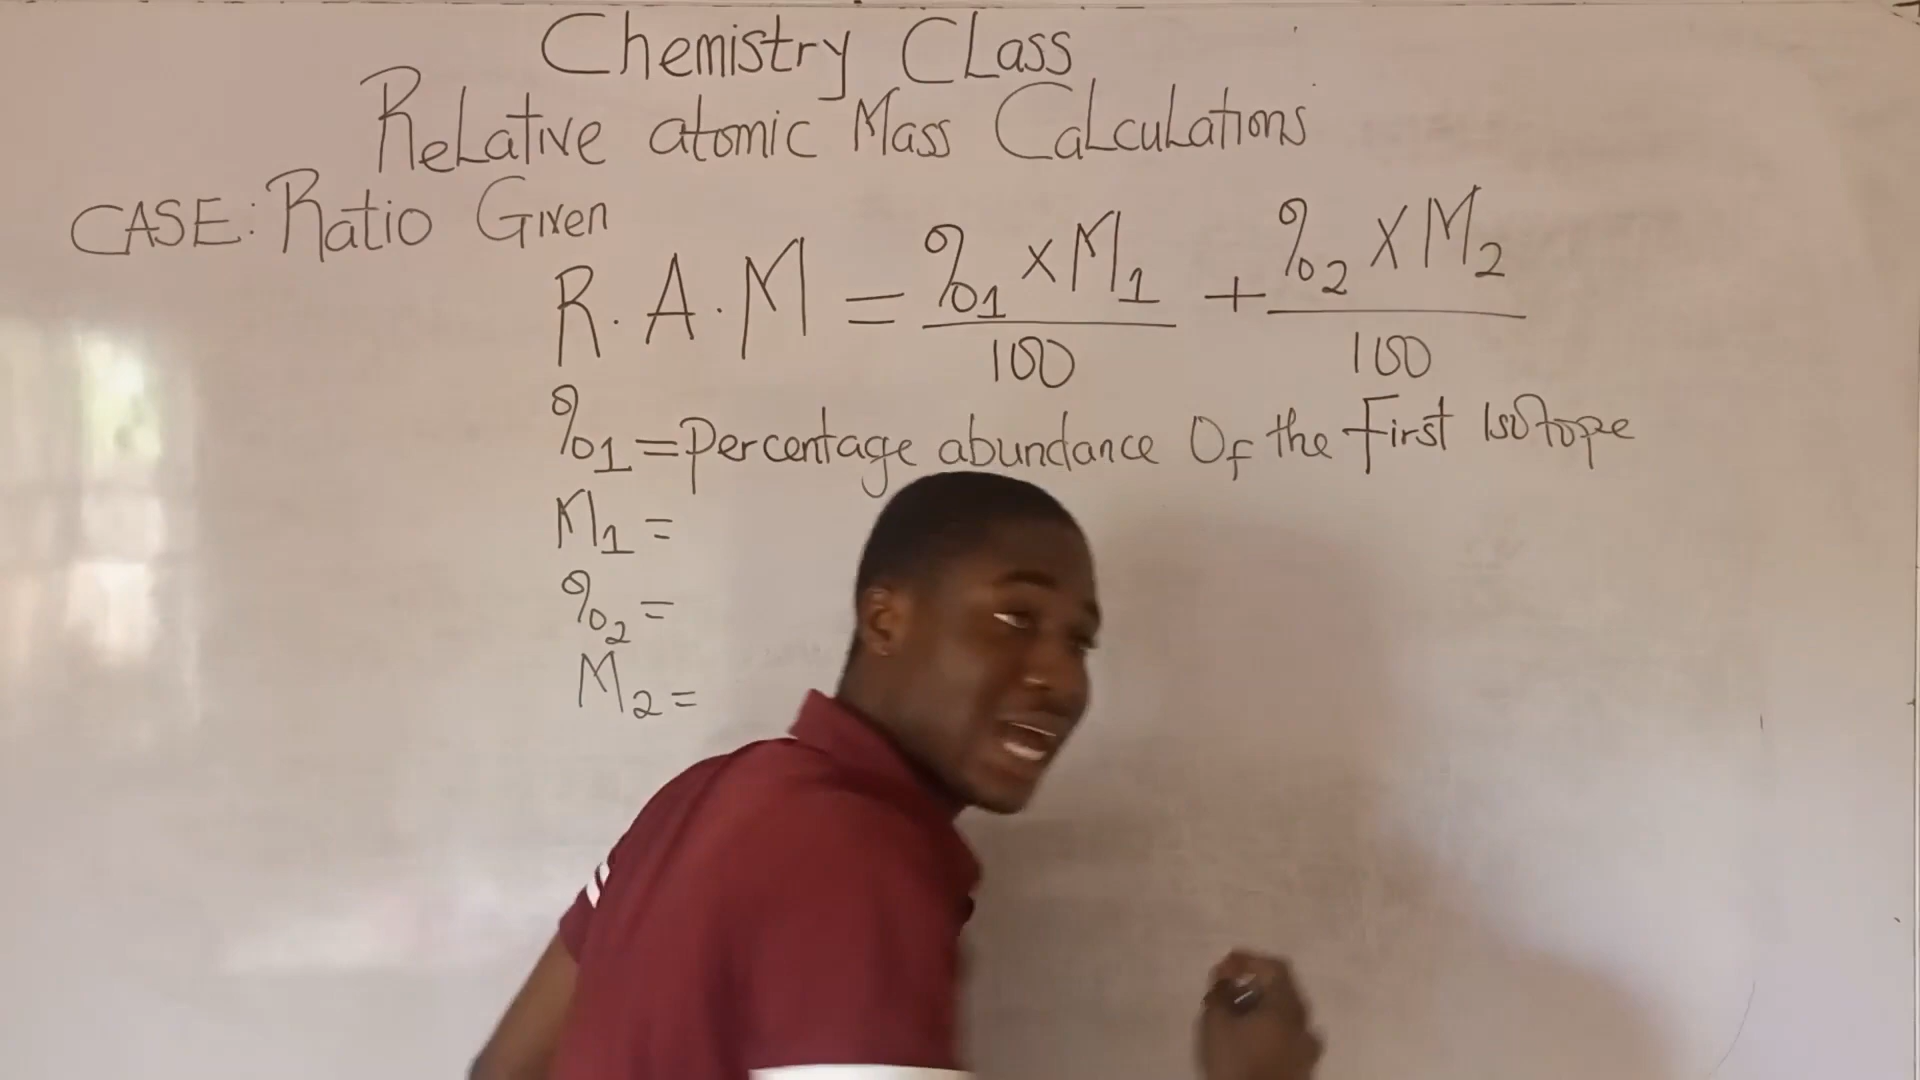 Chemistry Class
Relative atomic Mass Calculations
CASE: Ratio Given
R.A.M = %1 × M1 / 100 + %2 × M2 / 100
%1 = Percentage abundance Of the First Isotope
M1 =
%2 =
M2 =